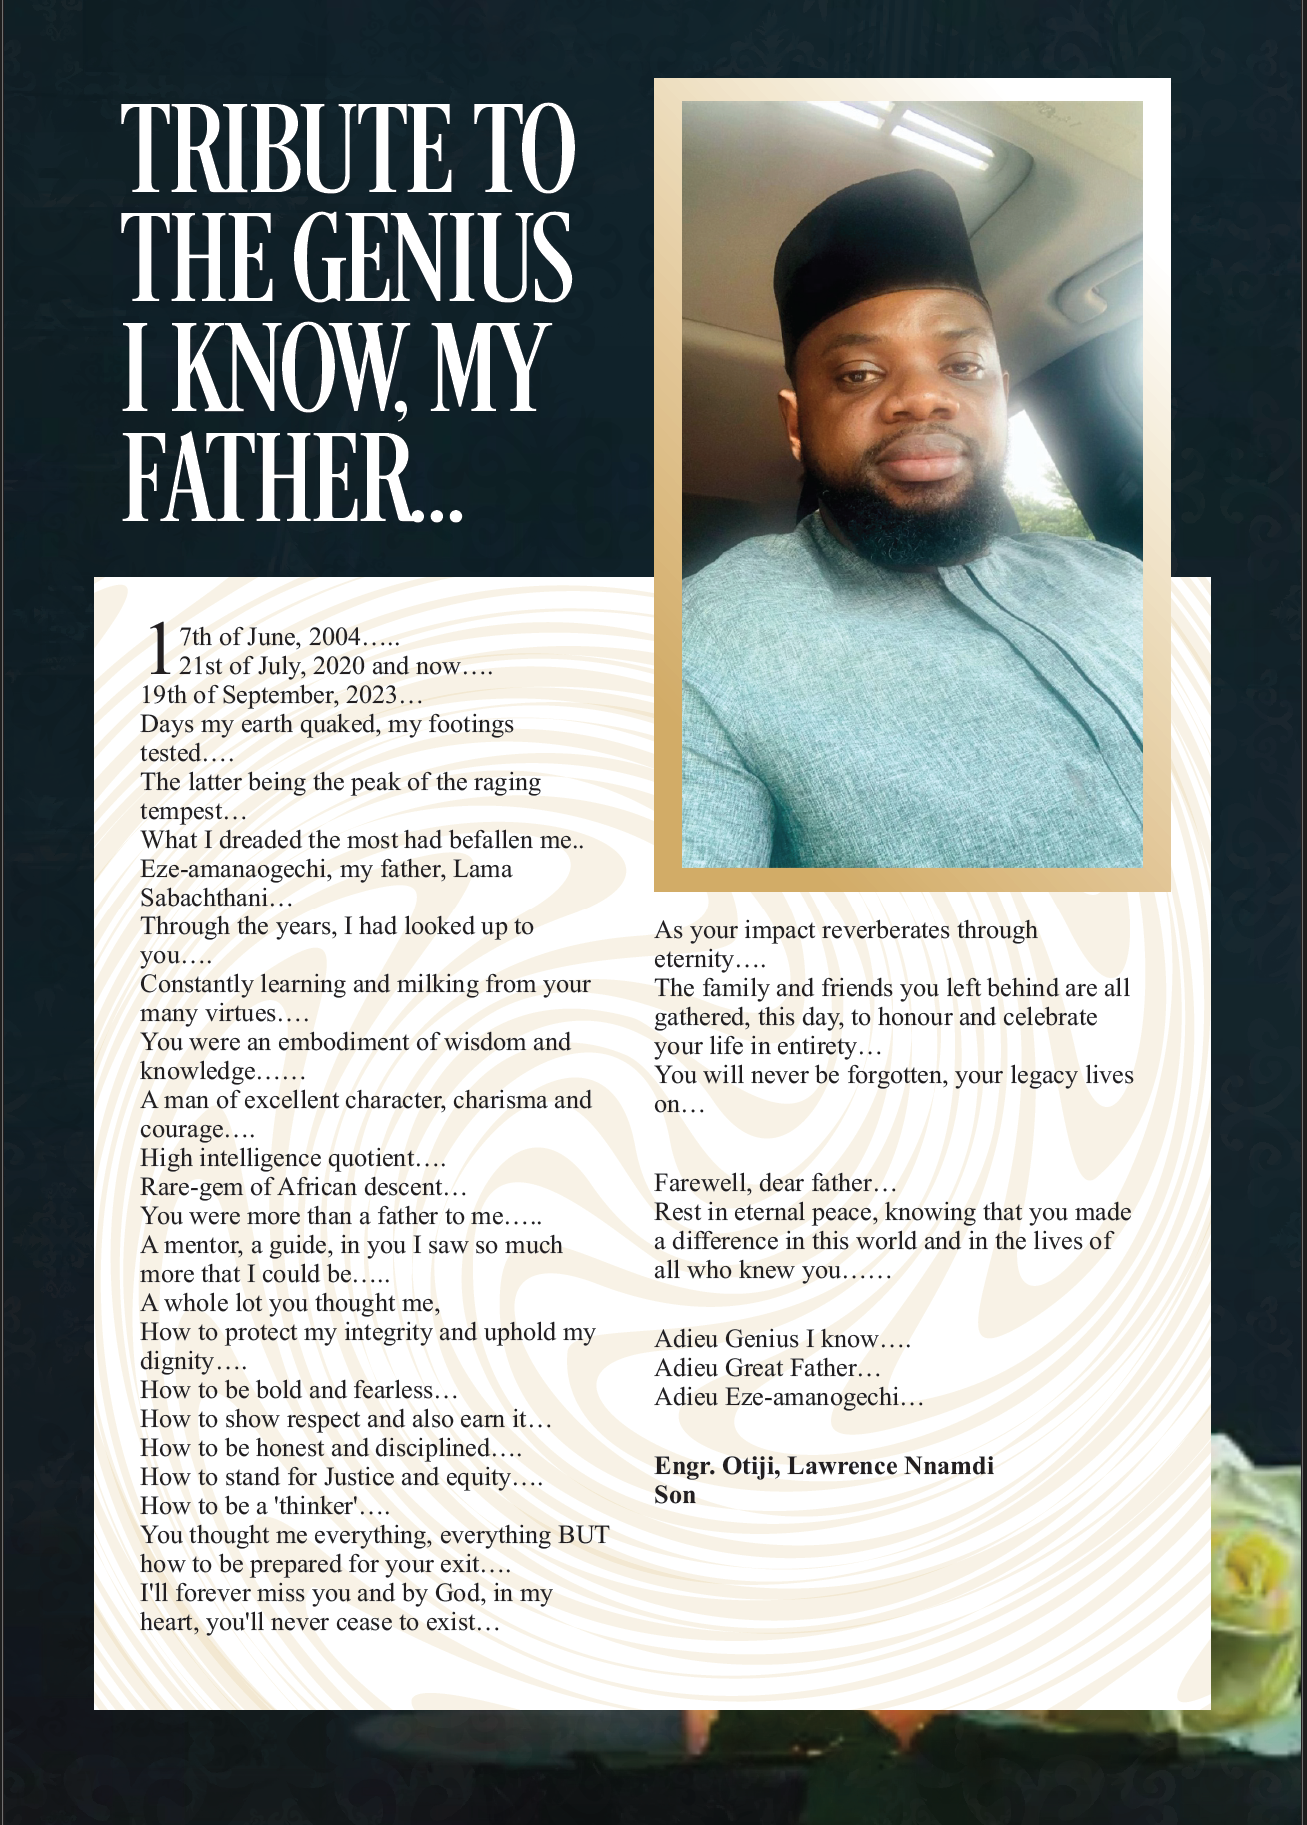 TRIBUTE TO
THE GENIUS
I KNOW, MY
FATHER...
17th of June, 2004…..
21st of July, 2020 and now….
19th of September, 2023…
Days my earth quaked, my footings
tested….
The latter being the peak of the raging
tempest…
What I dreaded the most had befallen me..
Eze-amanaogechi, my father, Lama
Sabachthani…
Through the years, I had looked up to
you….
Constantly learning and milking from your
many virtues….
You were an embodiment of wisdom and
knowledge……
A man of excellent character, charisma and
courage….
High intelligence quotient….
Rare-gem of African descent…
You were more than a father to me…..
A mentor, a guide, in you I saw so much
more that I could be…..
A whole lot you thought me,
How to protect my integrity and uphold my
dignity….
How to be bold and fearless…
How to show respect and also earn it…
How to be honest and disciplined….
How to stand for Justice and equity….
How to be a 'thinker'….
You thought me everything, everything BUT
how to be prepared for your exit….
I'll forever miss you and by God, in my
heart, you'll never cease to exist…
As your impact reverberates through
eternity….
The family and friends you left behind are all
gathered, this day, to honour and celebrate
your life in entirety…
You will never be forgotten, your legacy lives
on…
Farewell, dear father…
Rest in eternal peace, knowing that you made
a difference in this world and in the lives of
all who knew you……
Adieu Genius I know….
Adieu Great Father…
Adieu Eze-amanogechi…
Engr. Otiji, Lawrence Nnamdi
Son